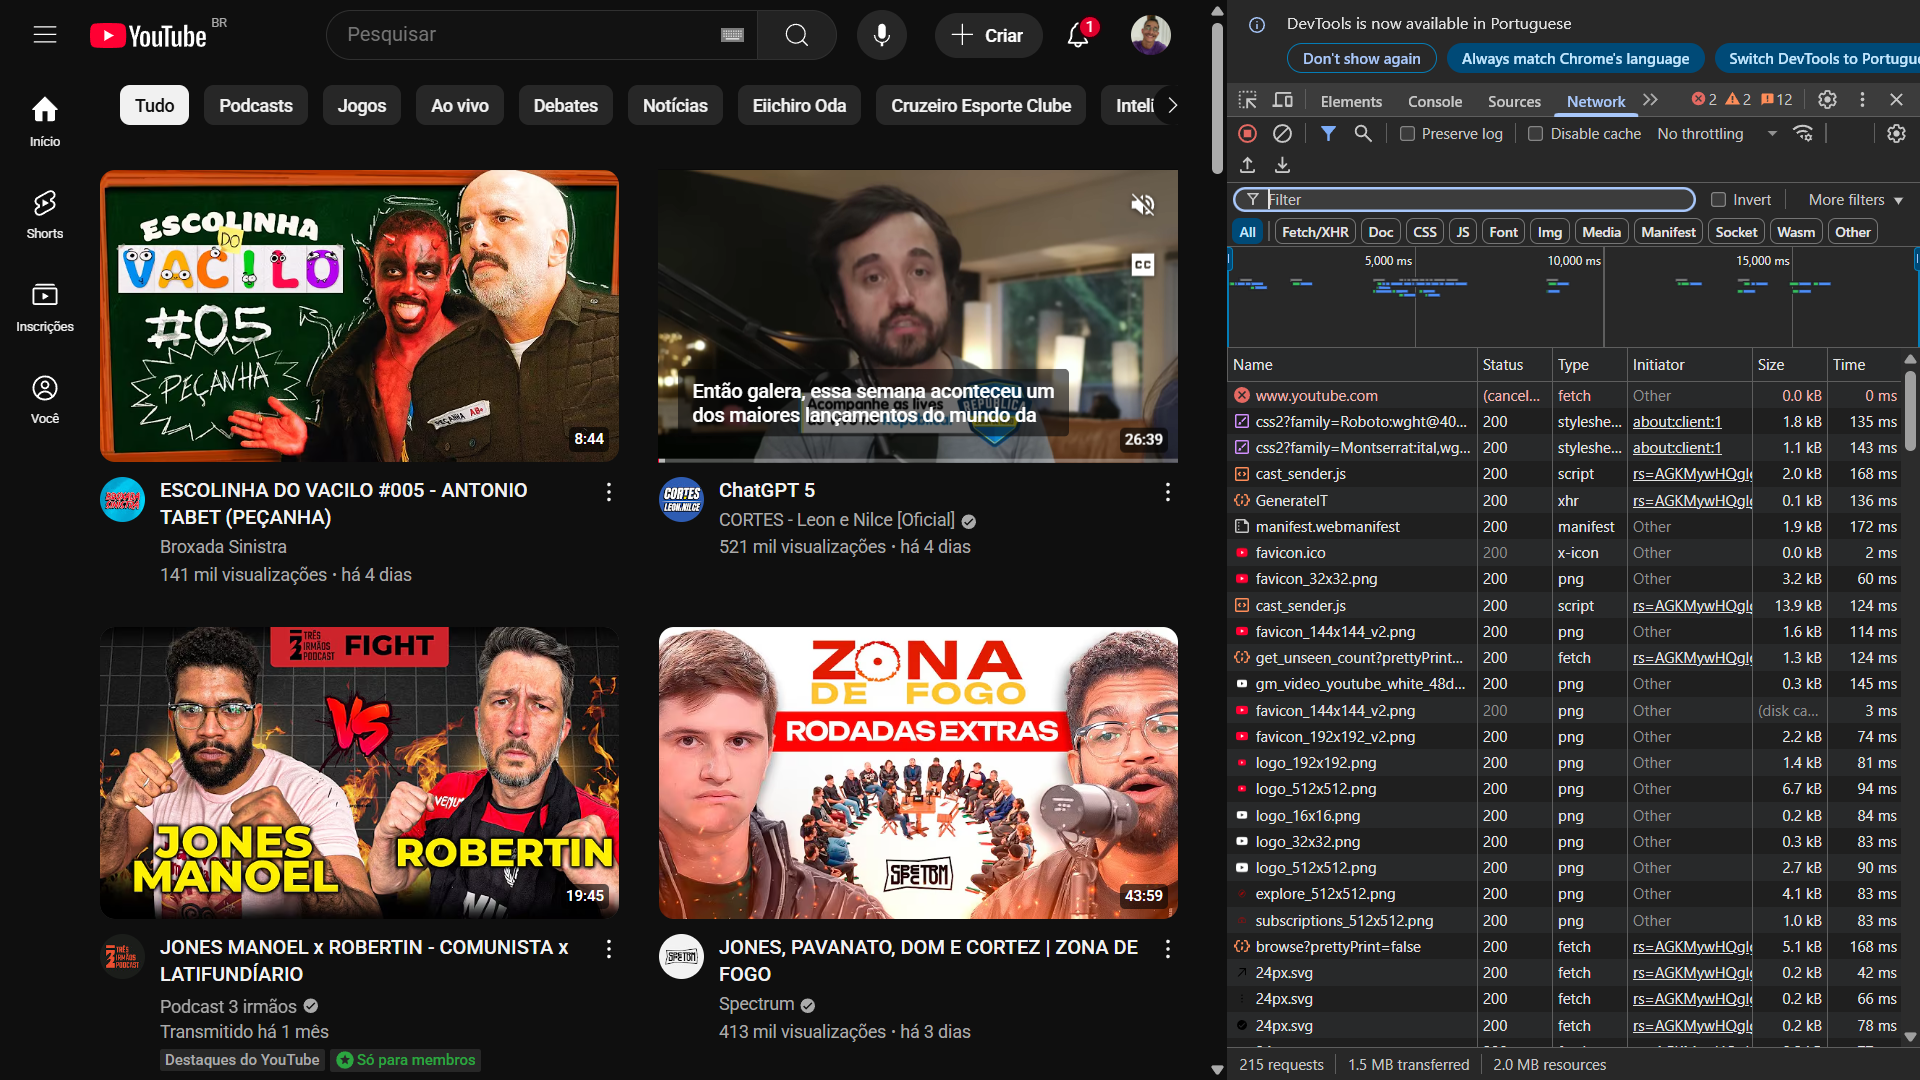 YouTube BR
Pesquisar
Criar
1
Tudo
Podcasts
Jogos
Ao vivo
Debates
Notícias
Eiichiro Oda
Cruzeiro Esporte Clube
Início
Shorts
Inscrições
Você
ESCOLINHA
DO
VACILO
#05
PEÇANHA
PEÇANHA AB+
8:44
ESCOLINHA DO VACILO #005 - ANTONIO
TABET (PEÇANHA)
Broxada Sinistra
141 mil visualizações • há 4 dias
CC
Então galera, essa semana aconteceu um
dos maiores lançamentos do mundo da
26:39
CORTES
LEON.NILCE
ChatGPT 5
CORTES - Leon e Nilce [Oficial]
521 mil visualizações • há 4 dias
TRÊS
IRMÃOS
PODCAST
FIGHT
VS
JONES
MANOEL
ROBERTIN
19:45
JONES MANOEL x ROBERTIN - COMUNISTA x
LATIFUNDÍARIO
Podcast 3 irmãos
Transmitido há 1 mês
Destaques do YouTube
Só para membros
ZONA
DE FOGO
RODADAS EXTRAS
43:59
JONES, PAVANATO, DOM E CORTEZ | ZONA DE
FOGO
Spectrum
413 mil visualizações • há 3 dias
DevTools is now available in Portuguese
Don't show again
Always match Chrome's language
Switch DevTools to Portugue
Elements
Console
Sources
Network
2
2
12
Preserve log
Disable cache
No throttling
Filter
Invert
More filters
All
Fetch/XHR
Doc
CSS
JS
Font
Img
Media
Manifest
Socket
Wasm
Other
5,000 ms
10,000 ms
15,000 ms
Name Status Type Initiator Size Time
www.youtube.com (cancel... fetch Other 0.0 kB 0 ms
css2?family=Roboto:wght@40... 200 styleshe... about:client:1 1.8 kB 135 ms
css2?family=Montserrat:ital,wg... 200 styleshe... about:client:1 1.1 kB 143 ms
cast_sender.js 200 script rs=AGKMywHQgl 2.0 kB 168 ms
GenerateIT 200 xhr rs=AGKMywHQgl 0.1 kB 136 ms
manifest.webmanifest 200 manifest Other 1.9 kB 172 ms
favicon.ico 200 x-icon Other 0.0 kB 2 ms
favicon_32x32.png 200 png Other 3.2 kB 60 ms
cast_sender.js 200 script rs=AGKMywHQgl 13.9 kB 124 ms
favicon_144x144_v2.png 200 png Other 1.6 kB 114 ms
get_unseen_count?prettyPrint... 200 fetch rs=AGKMywHQgl 1.3 kB 124 ms
gm_video_youtube_white_48d... 200 png Other 0.3 kB 145 ms
favicon_144x144_v2.png 200 png Other (disk ca... 3 ms
favicon_192x192_v2.png 200 png Other 2.2 kB 74 ms
logo_192x192.png 200 png Other 1.4 kB 81 ms
logo_512x512.png 200 png Other 6.7 kB 94 ms
logo_16x16.png 200 png Other 0.2 kB 84 ms
logo_32x32.png 200 png Other 0.3 kB 83 ms
logo_512x512.png 200 png Other 2.7 kB 90 ms
explore_512x512.png 200 png Other 4.1 kB 83 ms
subscriptions_512x512.png 200 png Other 1.0 kB 83 ms
browse?prettyPrint=false 200 fetch rs=AGKMywHQgl 5.1 kB 168 ms
24px.svg 200 fetch rs=AGKMywHQgl 0.2 kB 42 ms
24px.svg 200 fetch rs=AGKMywHQgl 0.2 kB 66 ms
24px.svg 200 fetch rs=AGKMywHQgl 0.2 kB 78 ms
215 requests
1.5 MB transferred
2.0 MB resources